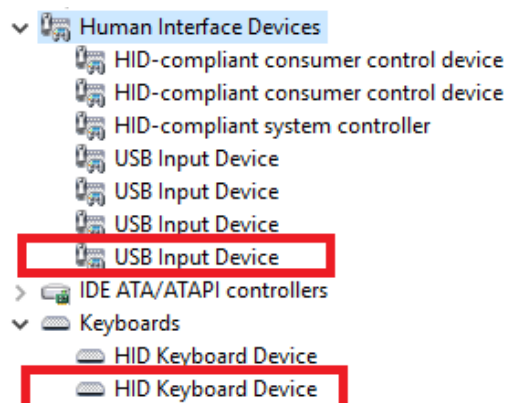 Human Interface Devices
HID-compliant consumer control device
HID-compliant consumer control device
HID-compliant system controller
USB Input Device
USB Input Device
USB Input Device
USB Input Device
IDE ATA/ATAPI controllers
Keyboards
HID Keyboard Device
HID Keyboard Device